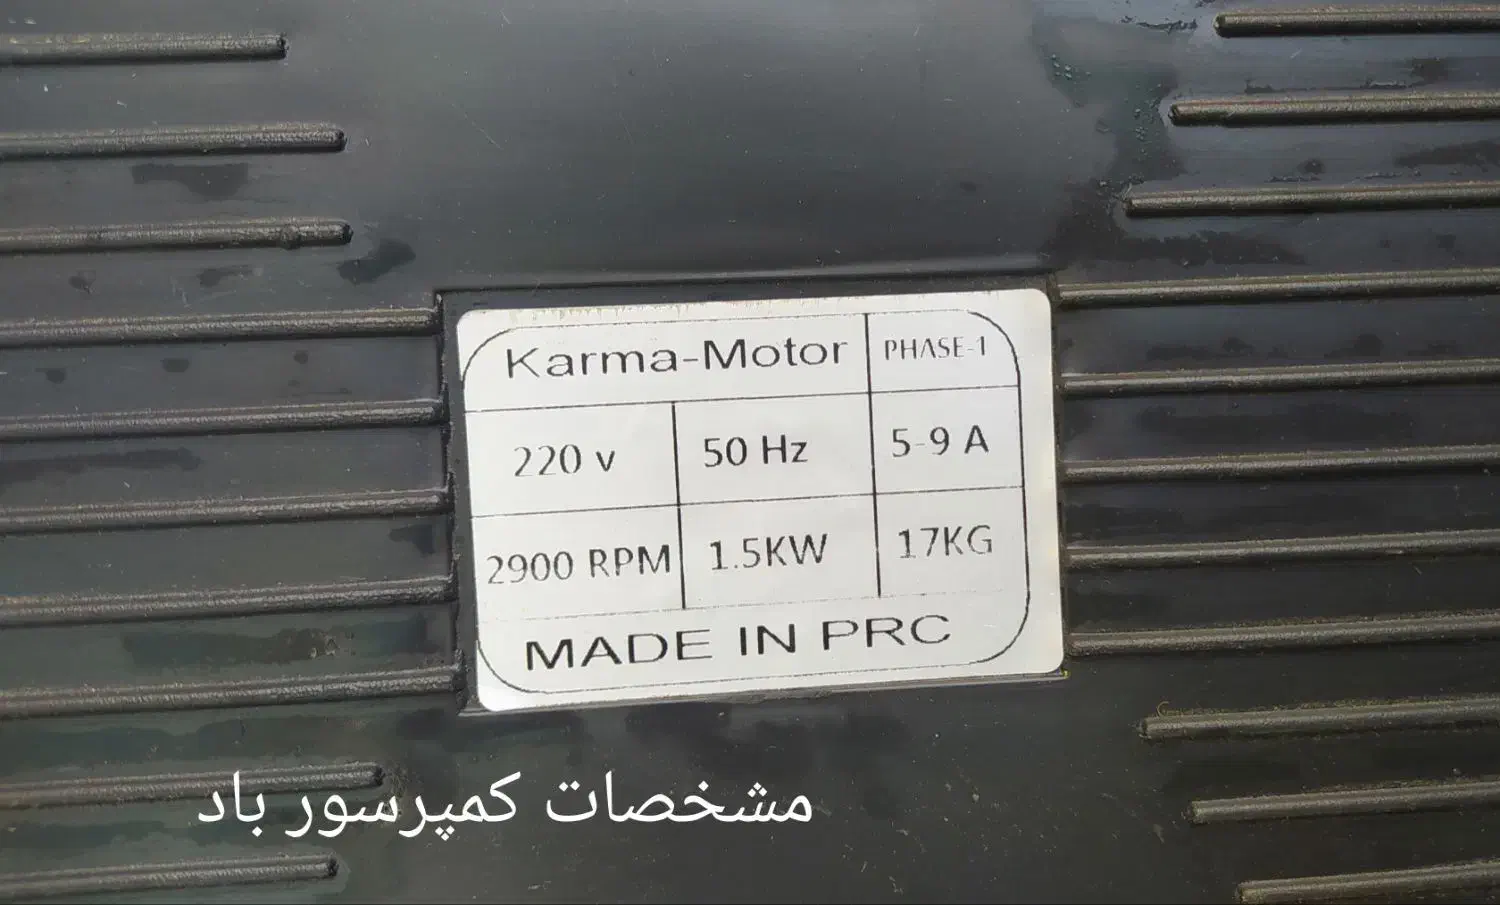 Karma-Motor PHASE-1
220 v 50 Hz 5-9 A
2900 RPM 1.5KW 17KG
MADE IN PRC
مشخصات کمپرسور باد